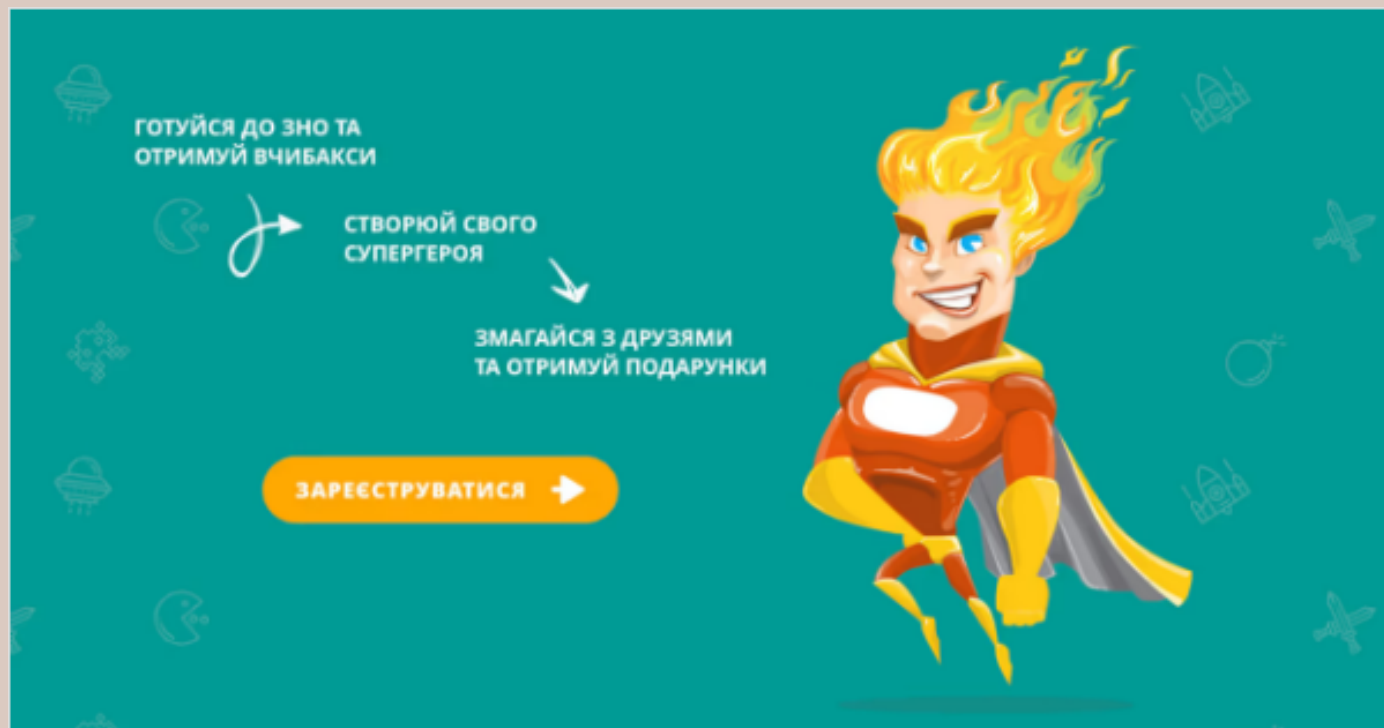 ГОТУЙСЯ ДО ЗНО ТА
ОТРИМУЙ ВЧИБАКСИ
СТВОРЮЙ СВОГО
СУПЕРГЕРОЯ
ЗМАГАЙСЯ З ДРУЗЯМИ
ТА ОТРИМУЙ ПОДАРУНКИ
ЗАРЕЄСТРУВАТИСЯ